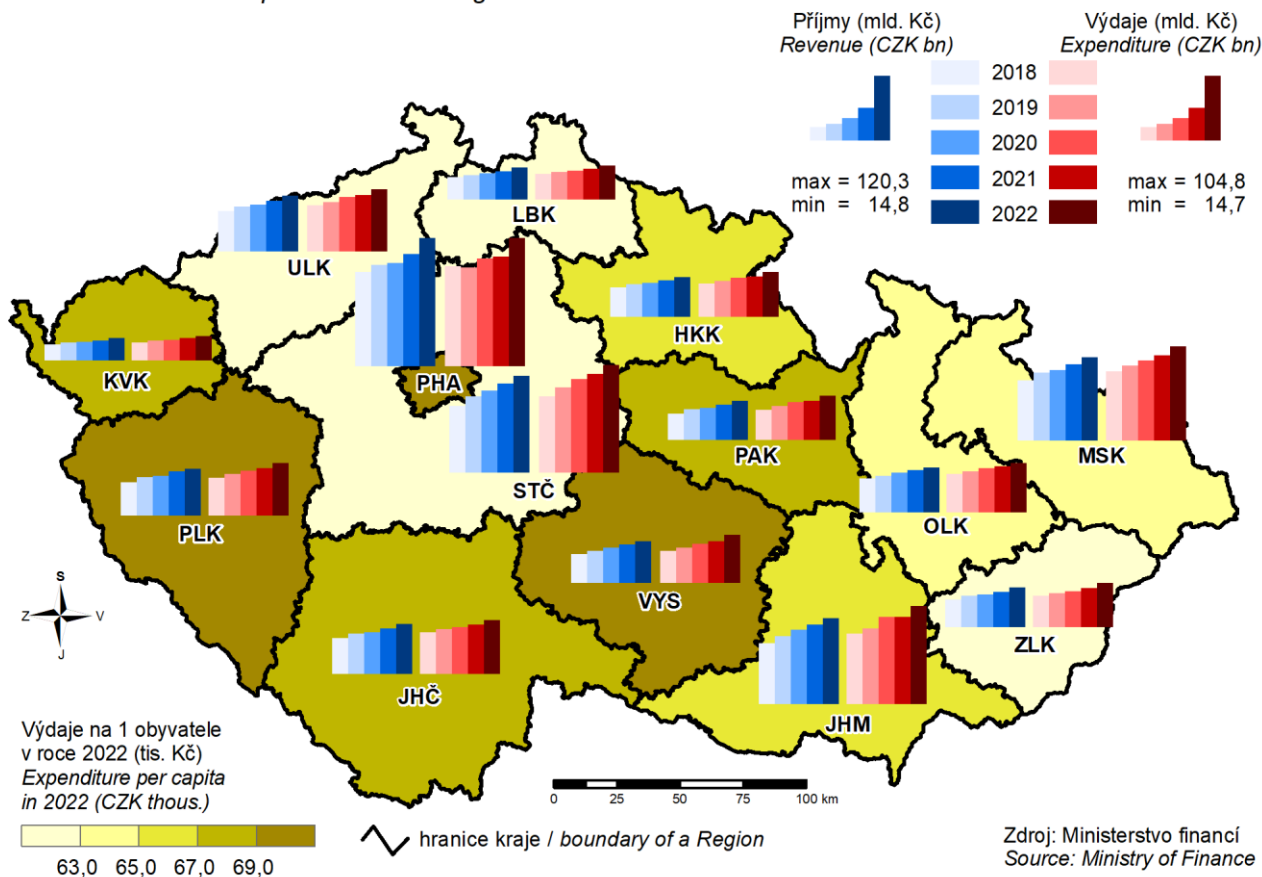 Příjmy (mld. Kč)
Revenue (CZK bn)
Výdaje (mld. Kč)
Expenditure (CZK bn)
2018
2019
2020
2021
2022
max = 120,3
min = 14,8
max = 104,8
min = 14,7
LBK
ULK
HKK
KVK
PHA
PAK
MSK
STČ
PLK
OLK
VYS
ZLK
JHČ
JHM
S
Z
V
J
Výdaje na 1 obyvatele
v roce 2022 (tis. Kč)
Expenditure per capita
in 2022 (CZK thous.)
63,0 65,0 67,0 69,0
0 25 50 75 100 km
hranice kraje / boundary of a Region
Zdroj: Ministerstvo financí
Source: Ministry of Finance